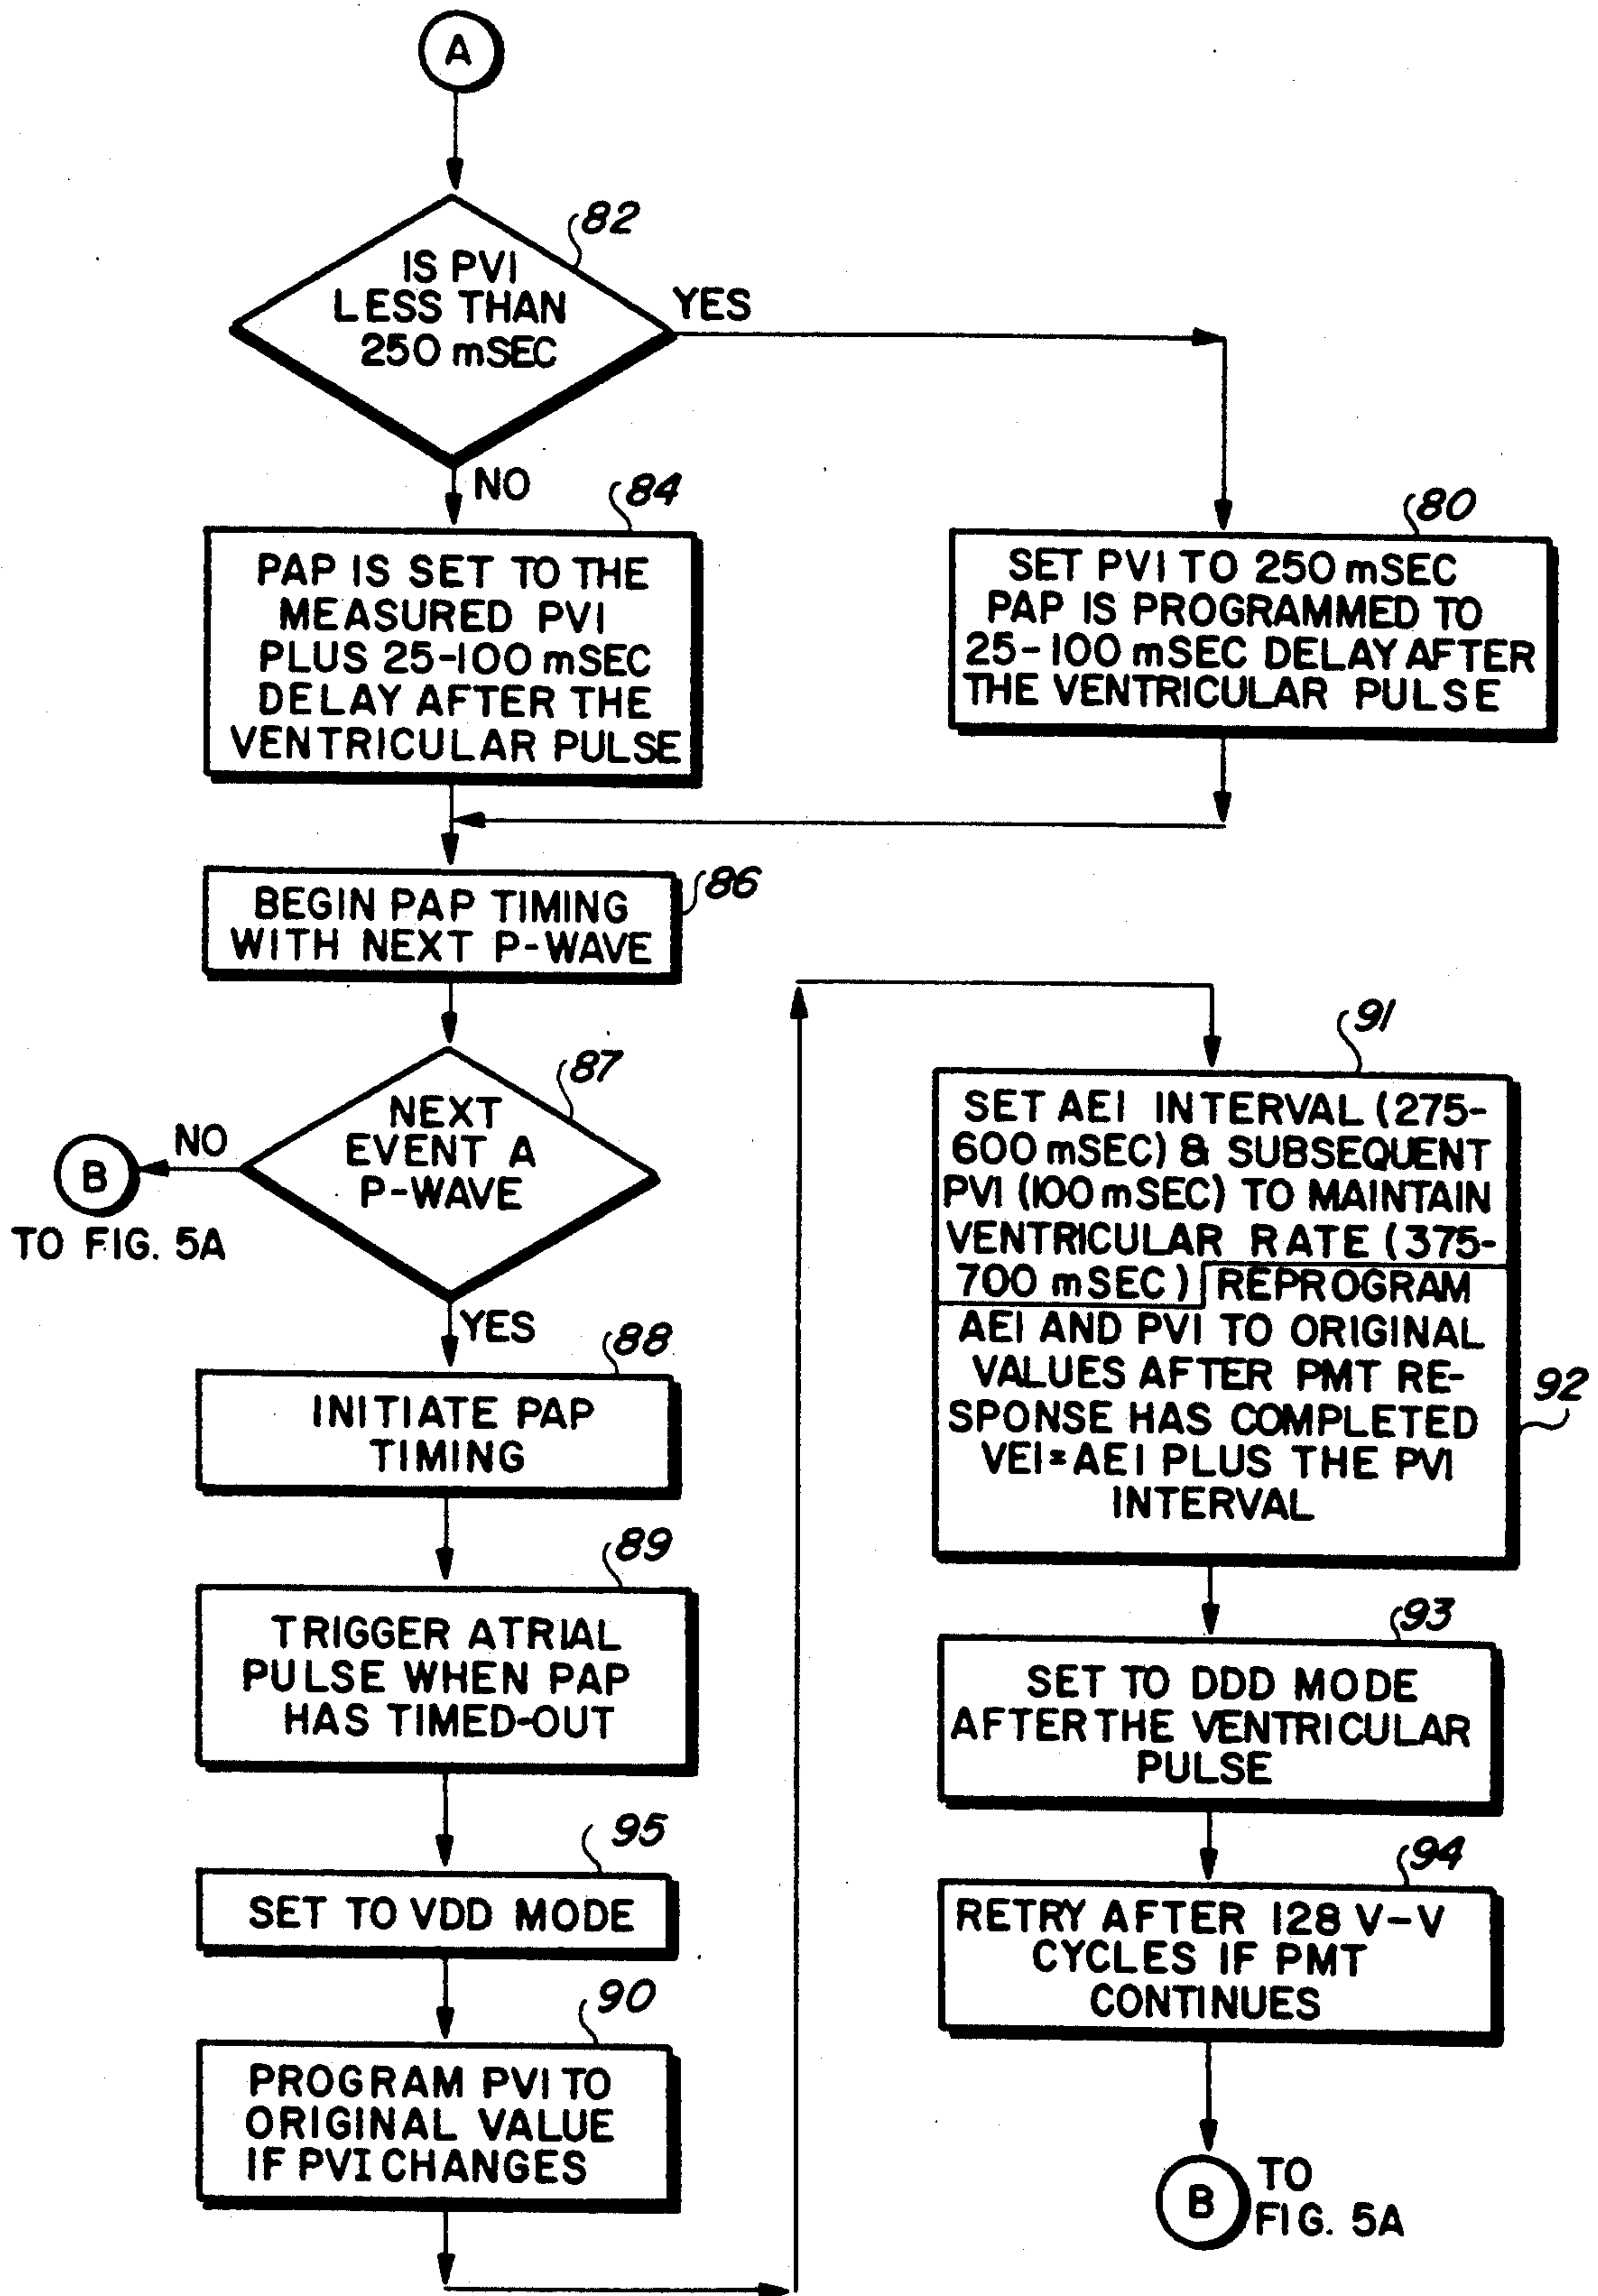 A
82
IS PVI
LESS THAN
250 mSEC
YES
NO
84
PAP IS SET TO THE
MEASURED PVI
PLUS 25-100 mSEC
DELAY AFTER THE
VENTRICULAR PULSE
80
SET PVI TO 250 mSEC
PAP IS PROGRAMMED TO
25-100 mSEC DELAY AFTER
THE VENTRICULAR PULSE
86
BEGIN PAP TIMING
WITH NEXT P-WAVE
87
NEXT
EVENT A
P-WAVE
NO
B
TO FIG. 5A
YES
88
INITIATE PAP
TIMING
89
TRIGGER ATRIAL
PULSE WHEN PAP
HAS TIMED-OUT
95
SET TO VDD MODE
90
PROGRAM PVI TO
ORIGINAL VALUE
IF PVI CHANGES
91
SET AEI INTERVAL (275-
600 mSEC) & SUBSEQUENT
PVI (100 mSEC) TO MAINTAIN
VENTRICULAR RATE (375-
700 mSEC) REPROGRAM
AEI AND PVI TO ORIGINAL
VALUES AFTER PMT RE-
SPONSE HAS COMPLETED
VEI=AEI PLUS THE PVI
INTERVAL
92
93
SET TO DDD MODE
AFTER THE VENTRICULAR
PULSE
94
RETRY AFTER 128 V-V
CYCLES IF PMT
CONTINUES
B
TO
FIG. 5A